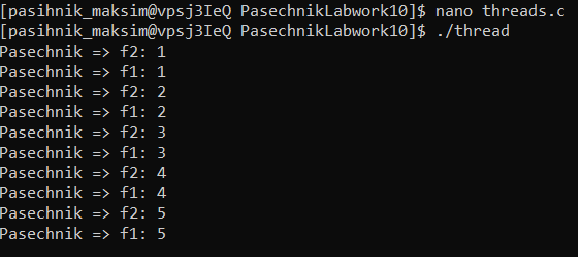 [pasihnik_maksim@vpsj3IeQ PasechnikLabwork10]$ nano threads.c
[pasihnik_maksim@vpsj3IeQ PasechnikLabwork10]$ ./thread
Pasechnik => f2: 1
Pasechnik => f1: 1
Pasechnik => f2: 2
Pasechnik => f1: 2
Pasechnik => f2: 3
Pasechnik => f1: 3
Pasechnik => f2: 4
Pasechnik => f1: 4
Pasechnik => f2: 5
Pasechnik => f1: 5